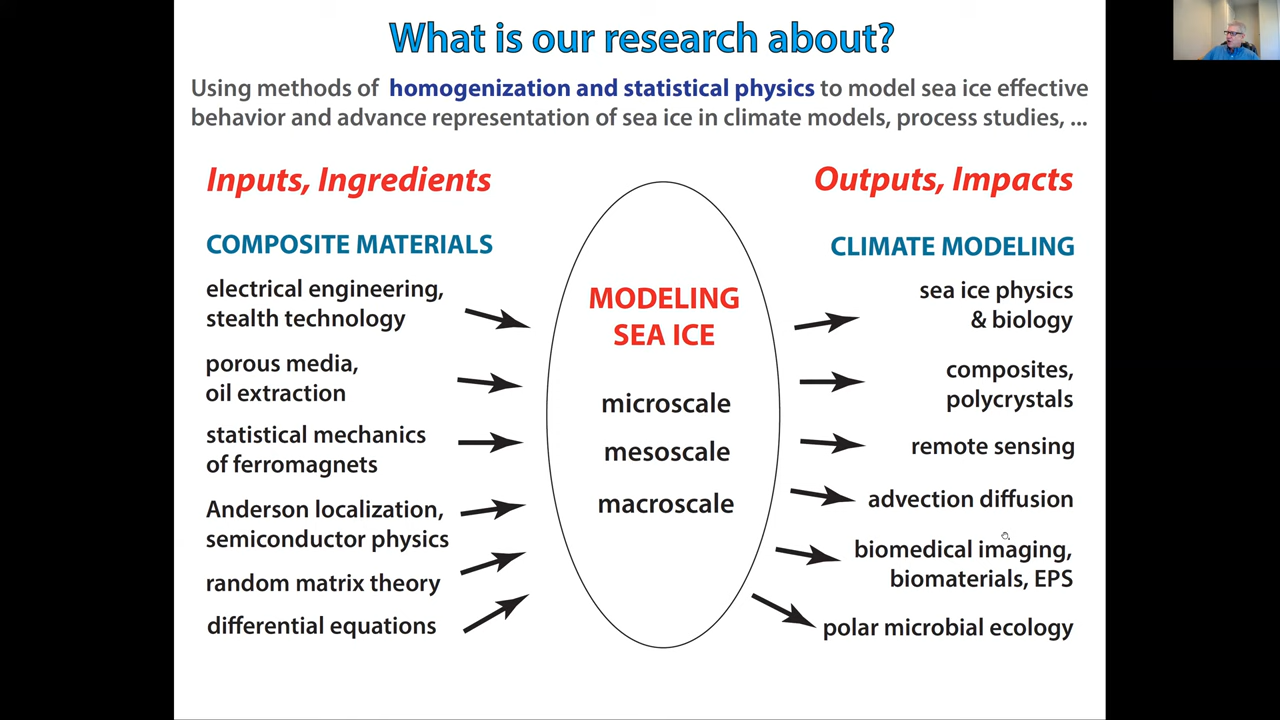 What is our research about?
Using methods of homogenization and statistical physics to model sea ice effective
behavior and advance representation of sea ice in climate models, process studies, ...
Inputs, Ingredients
COMPOSITE MATERIALS
electrical engineering,
stealth technology
porous media,
oil extraction
statistical mechanics
of ferromagnets
Anderson localization,
semiconductor physics
random matrix theory
differential equations
MODELING
SEA ICE
microscale
mesoscale
macroscale
Outputs, Impacts
CLIMATE MODELING
sea ice physics
& biology
composites,
polycrystals
remote sensing
advection diffusion
biomedical imaging,
biomaterials, EPS
polar microbial ecology